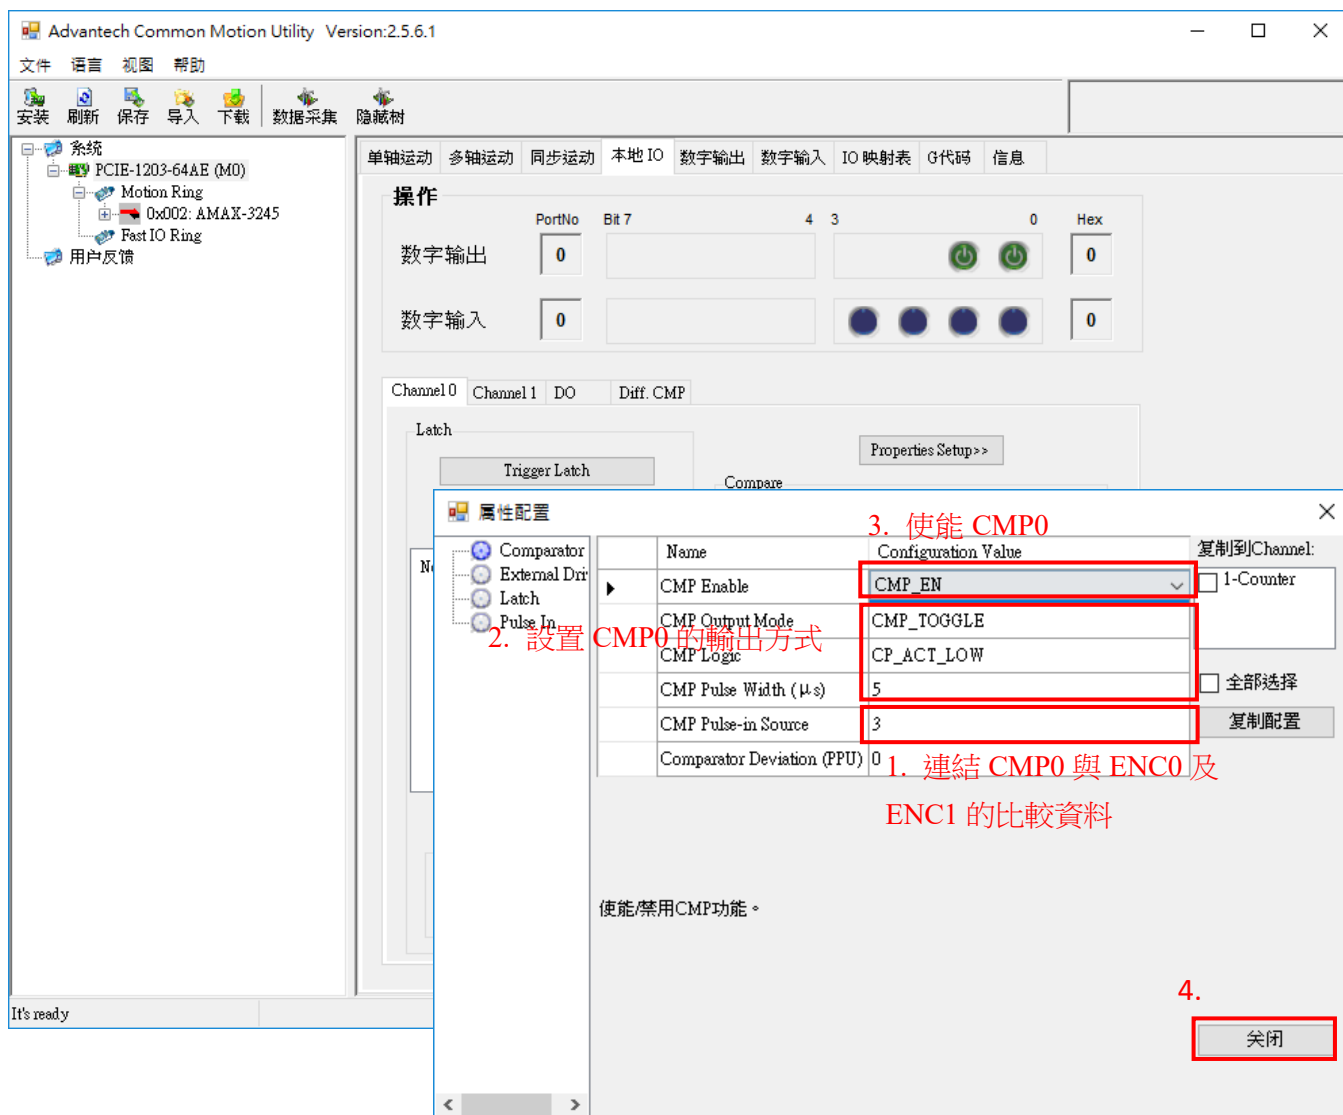 Advantech Common Motion Utility Version:2.5.6.1
文件 语言 视图 帮助
安装 刷新 保存 导入 下载 数据采集 隐藏树
系统
PCIE-1203-64AE (M0)
Motion Ring
0x002: AMAX-3245
Fast IO Ring
用户反馈
单轴运动 多轴运动 同步运动 本地 IO 数字输出 数字输入 IO 映射表 G代码 信息
操作
PortNo Bit 7 4 3 0 Hex
数字输出 0 0
数字输入 0 0
Channel 0 Channel 1 DO Diff. CMP
Latch
Properties Setup>>
Trigger Latch
Compare
属性配置
3. 使能 CMP0
Comparator
External Dri
Latch
Pulse In
Name Configuration Value
复制到Channel:
CMP Enable CMP_EN
1-Counter
CMP Output Mode CMP_TOGGLE
2. 設置 CMP0 的輸出方式
CMP Logic CP_ACT_LOW
CMP Pulse Width (μs) 5
全部选择
CMP Pulse-in Source 3
复制配置
Comparator Deviation (PPU) 0
1. 連結 CMP0 與 ENC0 及
ENC1 的比較資料
使能/禁用CMP功能。
4.
关闭
It's ready